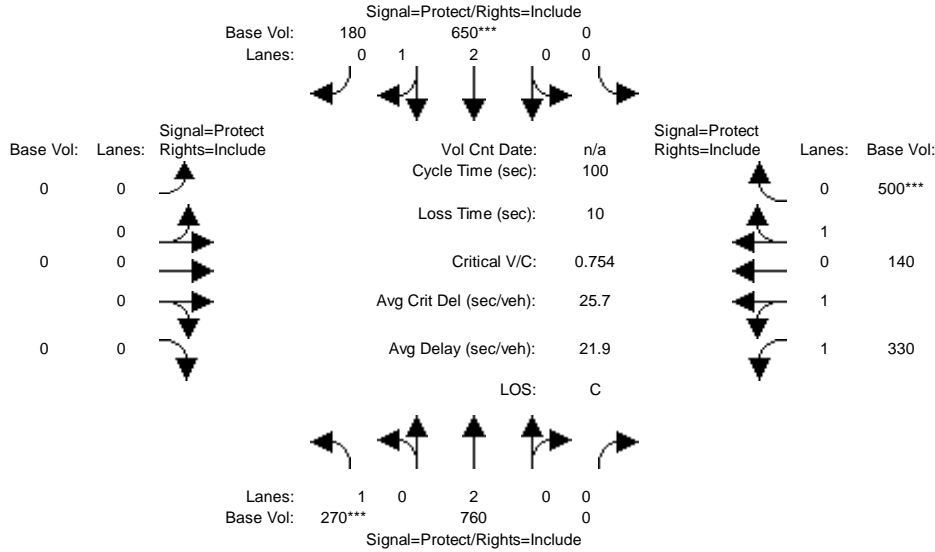 Signal=Protect/Rights=Include
Base Vol: 180 650*** 0
Lanes: 0 1 2 0 0
Signal=Protect
Base Vol: Lanes: Rights=Include
Vol Cnt Date: n/a
Signal=Protect
Rights=Include Lanes: Base Vol:
Cycle Time (sec): 100
0 0
0 500***
Loss Time (sec): 10
0
1
0 0
Critical V/C: 0.754
0 140
0
Avg Crit Del (sec/veh): 25.7
1
0 0
Avg Delay (sec/veh): 21.9
1 330
LOS: C
Lanes: 1 0 2 0 0
Base Vol: 270*** 760 0
Signal=Protect/Rights=Include